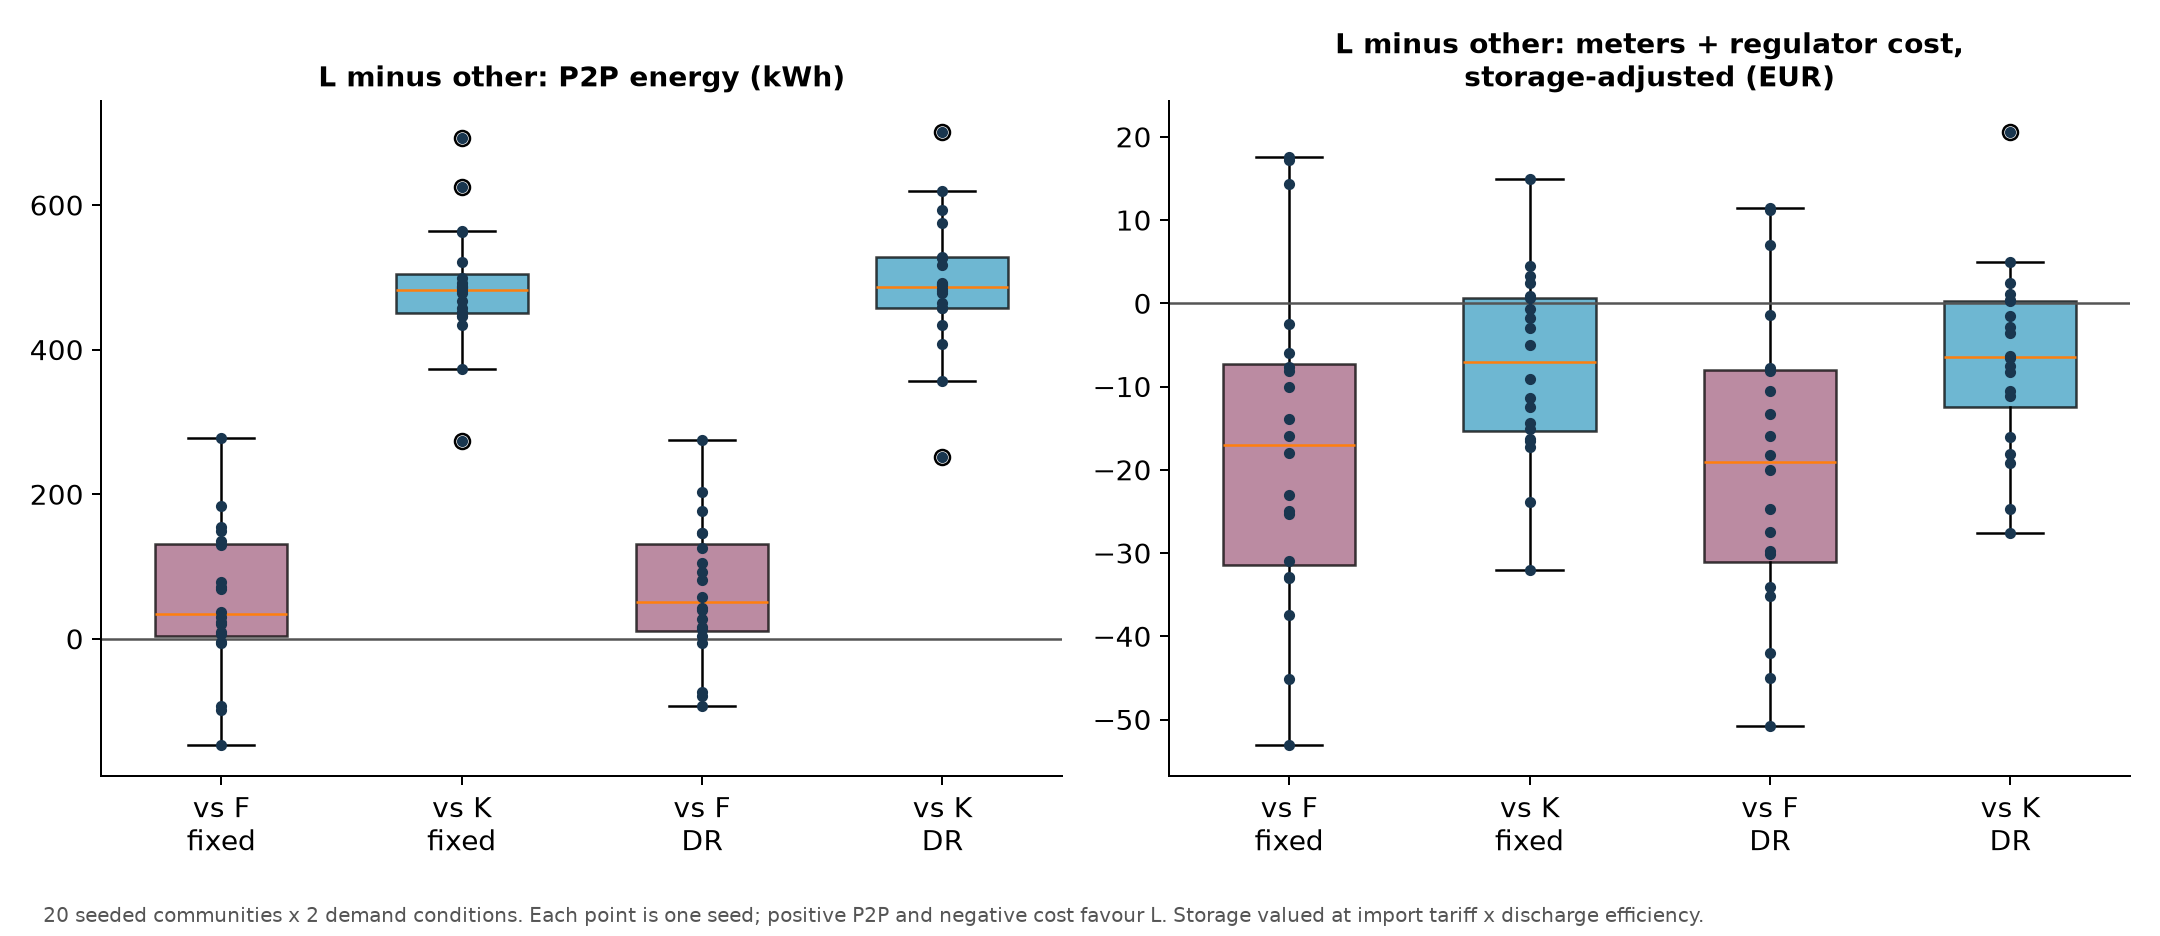 L minus other: P2P energy (kWh)
600
400
200
0
vs F
fixed
vs K
fixed
vs F
DR
vs K
DR
L minus other: meters + regulator cost,
storage-adjusted (EUR)
20
10
0
−10
−20
−30
−40
−50
vs F
fixed
vs K
fixed
vs F
DR
vs K
DR
20 seeded communities x 2 demand conditions. Each point is one seed; positive P2P and negative cost favour L. Storage valued at import tariff x discharge efficiency.